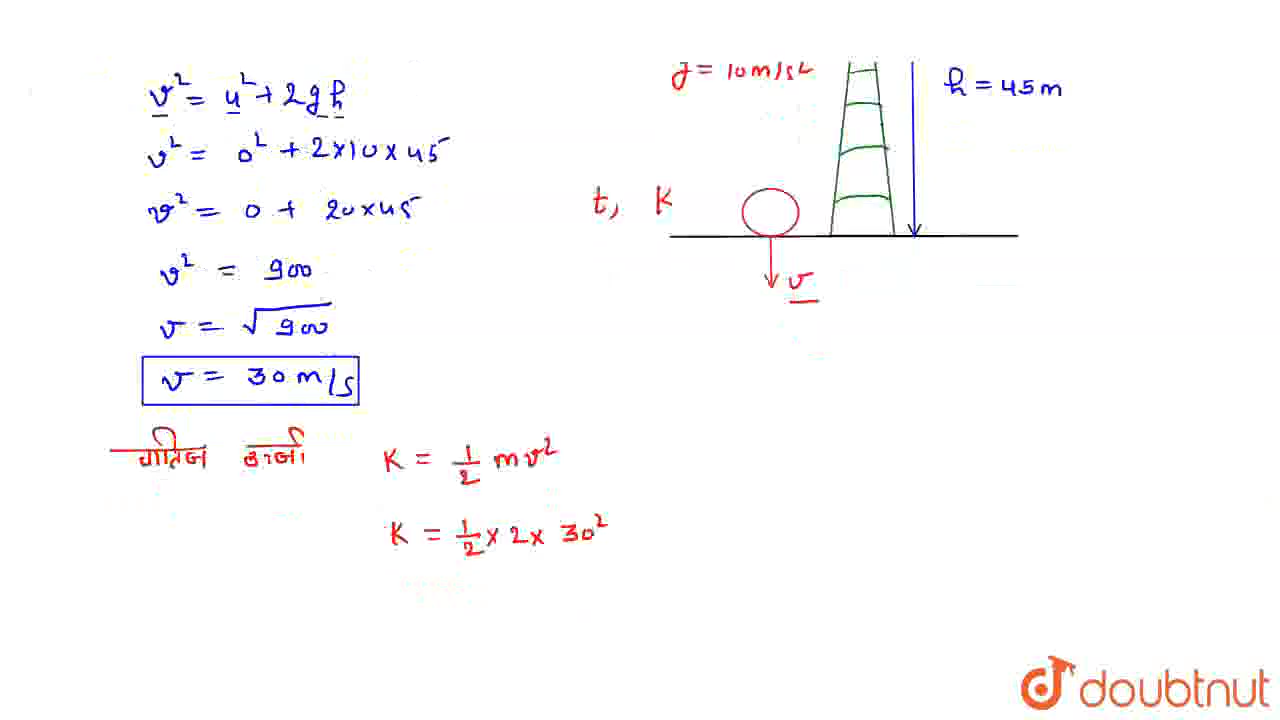 v² = u² + 2gh
v² = 0² + 2×10×45
v² = 0 + 20×45
v² = 900
v = √900
v = 30 m/s
गतिज ऊर्जा
K = 1/2 mv²
K = 1/2 × 2 × 30²
g = 10 m/s²
h = 45 m
t, K
v
doubtnut